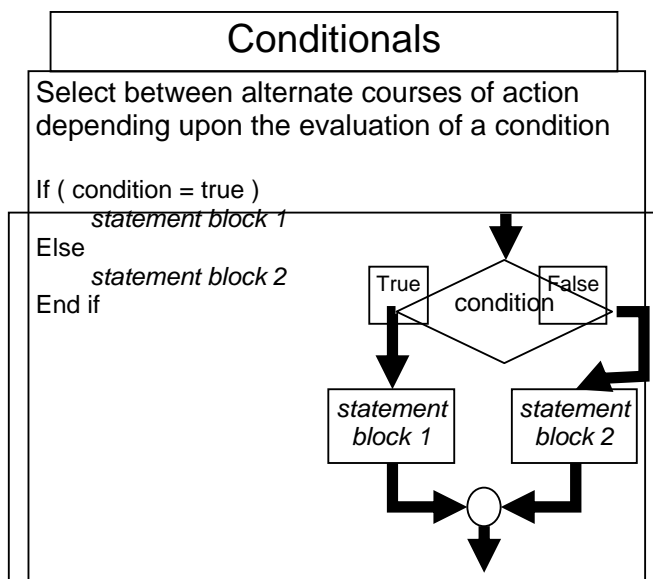 Conditionals
Select between alternate courses of action
depending upon the evaluation of a condition
If ( condition = true )
statement block 1
Else
statement block 2
End if
True
False
condition
statement
block 1
statement
block 2